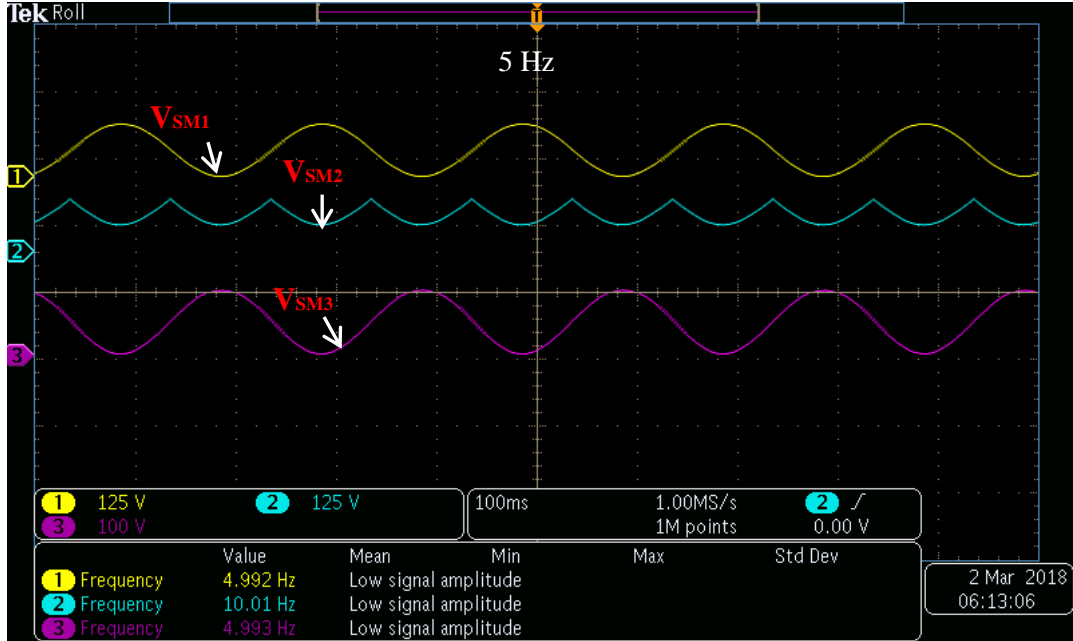 Tek Roll
T
5 Hz
VSM1
1
VSM2
2
VSM3
3
1 125 V 2 125 V 100ms 1.00MS/s 2 /
3 100 V 1M points 0.00 V
Value Mean Min Max Std Dev
1 Frequency 4.992 Hz Low signal amplitude
2 Frequency 10.01 Hz Low signal amplitude
3 Frequency 4.993 Hz Low signal amplitude
2 Mar 2018
06:13:06